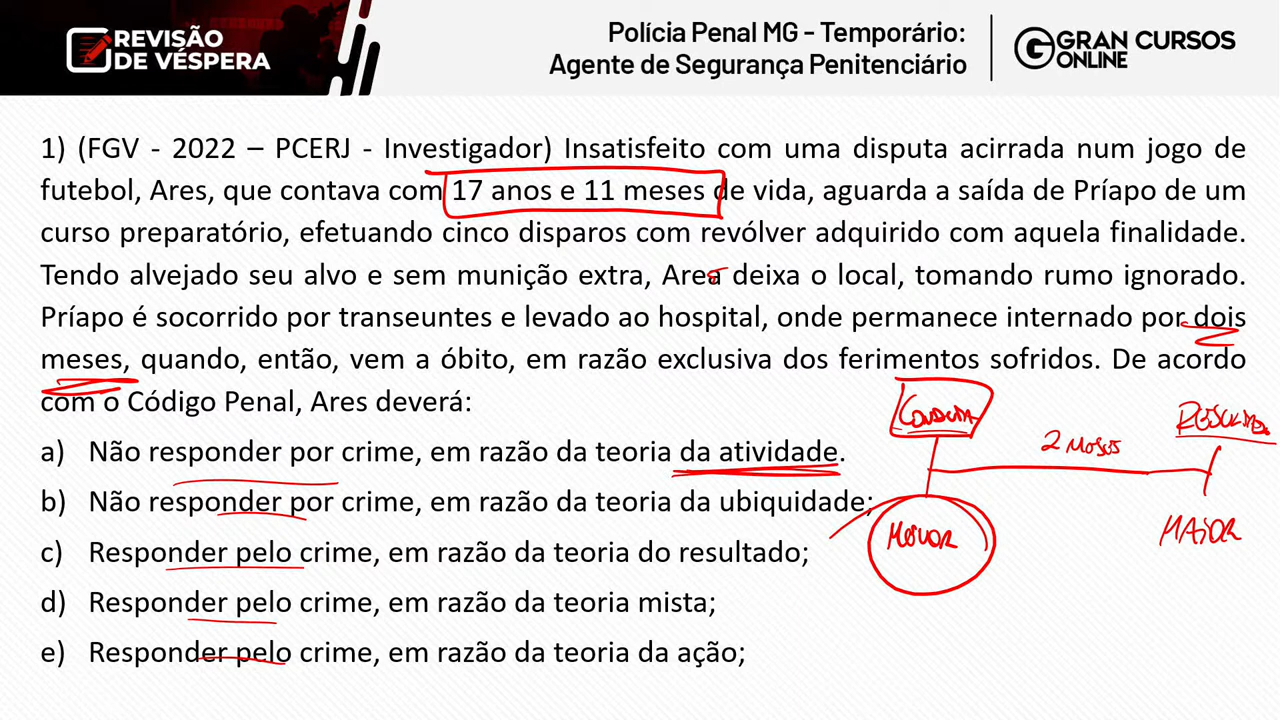 REVISÃO
DE VÉSPERA
Polícia Penal MG - Temporário:
Agente de Segurança Penitenciário
GRAN CURSOS
ONLINE
1) (FGV - 2022 – PCERJ - Investigador) Insatisfeito com uma disputa acirrada num jogo de
futebol, Ares, que contava com 17 anos e 11 meses de vida, aguarda a saída de Príapo de um
curso preparatório, efetuando cinco disparos com revólver adquirido com aquela finalidade.
Tendo alvejado seu alvo e sem munição extra, Ares deixa o local, tomando rumo ignorado.
Príapo é socorrido por transeuntes e levado ao hospital, onde permanece internado por dois
meses, quando, então, vem a óbito, em razão exclusiva dos ferimentos sofridos. De acordo
com o Código Penal, Ares deverá:
CONDUTA
RESULTADO
2 MESES
a) Não responder por crime, em razão da teoria da atividade.
b) Não responder por crime, em razão da teoria da ubiquidade;
MENOR
MAIOR
c) Responder pelo crime, em razão da teoria do resultado;
d) Responder pelo crime, em razão da teoria mista;
e) Responder pelo crime, em razão da teoria da ação;